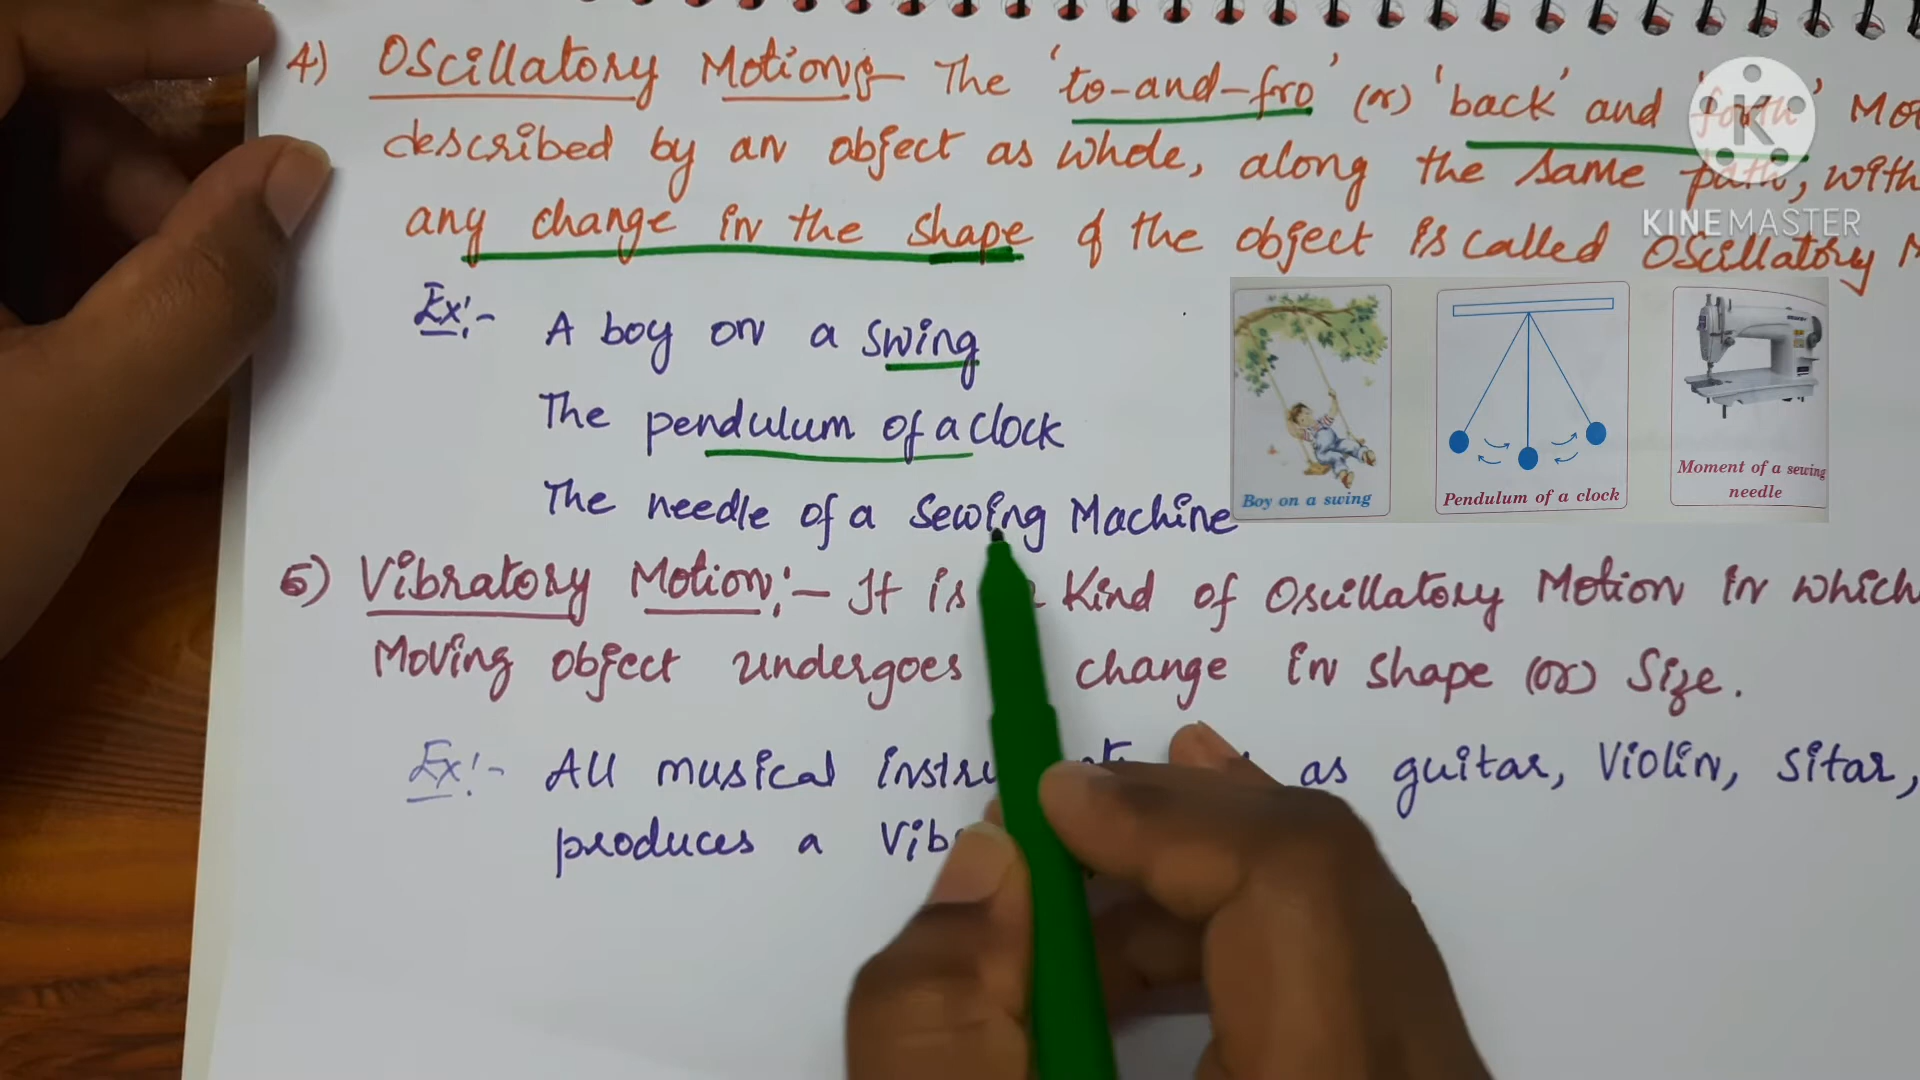 4) Oscillatory Motion:- The 'to-and-fro' (or) 'back' and 'forth'
described by an object as whole, along the same path, with
any change in the shape of the object is called Oscillatory
Ex:- A boy on a swing
The pendulum of a clock
The needle of a Sewing Machine
Boy on a swing
Pendulum of a clock
Moment of a sewing
needle
5) Vibratory Motion:- It is Kind of Oscillatory Motion in which
Moving object undergoes change in shape (or) Size.
Ex:- All musical as guitar, Violin, Sitar,
produces a
K
KINEMASTER